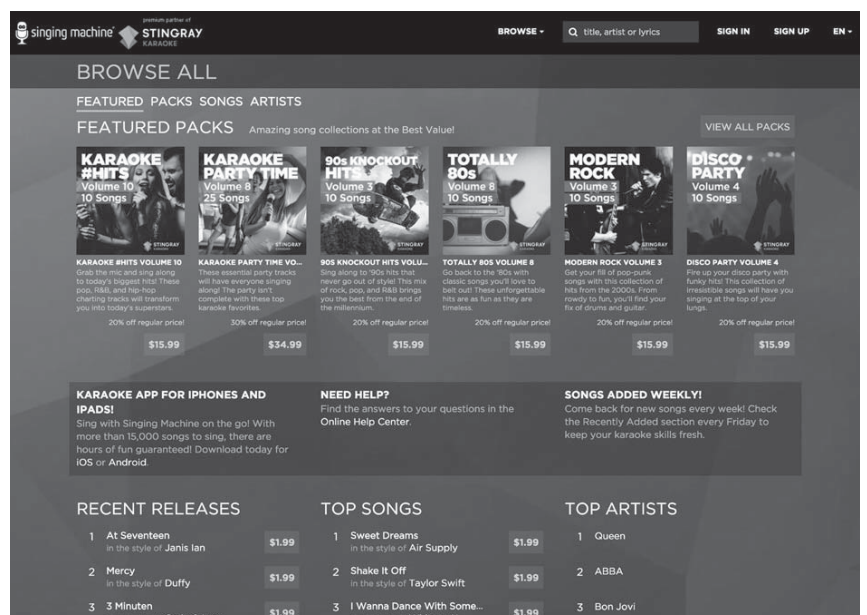 singing machine
premium partner of
STINGRAY
KARAOKE
BROWSE
title, artist or lyrics
SIGN IN
SIGN UP
EN
BROWSE ALL
FEATURED PACKS SONGS ARTISTS
FEATURED PACKS Amazing song collections at the Best Value!
VIEW ALL PACKS
KARAOKE
#HITS
Volume 10
10 Songs
STINGRAY
KARAOKE #HITS VOLUME 10
Grab the mic and sing along
to today's biggest hits! These
pop, R&B, and hip-hop
charting tracks will transform
you into today's superstars.
20% off regular price!
$15.99
KARAOKE
PARTY TIME
Volume 8
25 Songs
STINGRAY
KARAOKE PARTY TIME VO...
These essential party tracks
will have everyone singing
along! The party isn't
complete with these top
karaoke favorites.
30% off regular price!
$34.99
90s KNOCKOUT
HITS
Volume 3
10 Songs
STINGRAY
90S KNOCKOUT HITS VOLU...
Sing along to '90s hits that
never go out of style! This mix
of rock, pop, and R&B brings
you the best from the end of
the millennium.
20% off regular price!
$15.99
TOTALLY
80s
Volume 8
10 Songs
STINGRAY
TOTALLY 80S VOLUME 8
Go back to the '80s with
classic songs you'll love to
belt out! These unforgettable
hits are as fun as they are
timeless.
20% off regular price!
$15.99
MODERN
ROCK
Volume 3
10 Songs
STINGRAY
MODERN ROCK VOLUME 3
Get your fill of pop-punk
songs with this collection of
hits from the 2000s. From
rowdy to fun, you'll find your
fix of drums and guitar.
20% off regular price!
$15.99
DISCO
PARTY
Volume 4
10 Songs
STINGRAY
DISCO PARTY VOLUME 4
Fire up your disco party with
funky hits! This collection of
irresistible songs will have you
singing at the top of your
lungs.
20% off regular price!
$15.99
KARAOKE APP FOR IPHONES AND
IPADS!
Sing with Singing Machine on the go! With
more than 15,000 songs to sing, there are
hours of fun guaranteed! Download today for
iOS or Android.
NEED HELP?
Find the answers to your questions in the
Online Help Center.
SONGS ADDED WEEKLY!
Come back for new songs every week! Check
the Recently Added section every Friday to
keep your karaoke skills fresh.
RECENT RELEASES
1 At Seventeen
in the style of Janis Ian
$1.99
2 Mercy
in the style of Duffy
$1.99
3 3 Minuten
$1.99
TOP SONGS
1 Sweet Dreams
in the style of Air Supply
$1.99
2 Shake It Off
in the style of Taylor Swift
$1.99
3 I Wanna Dance With Some...
$1.99
TOP ARTISTS
1 Queen
2 ABBA
3 Bon Jovi